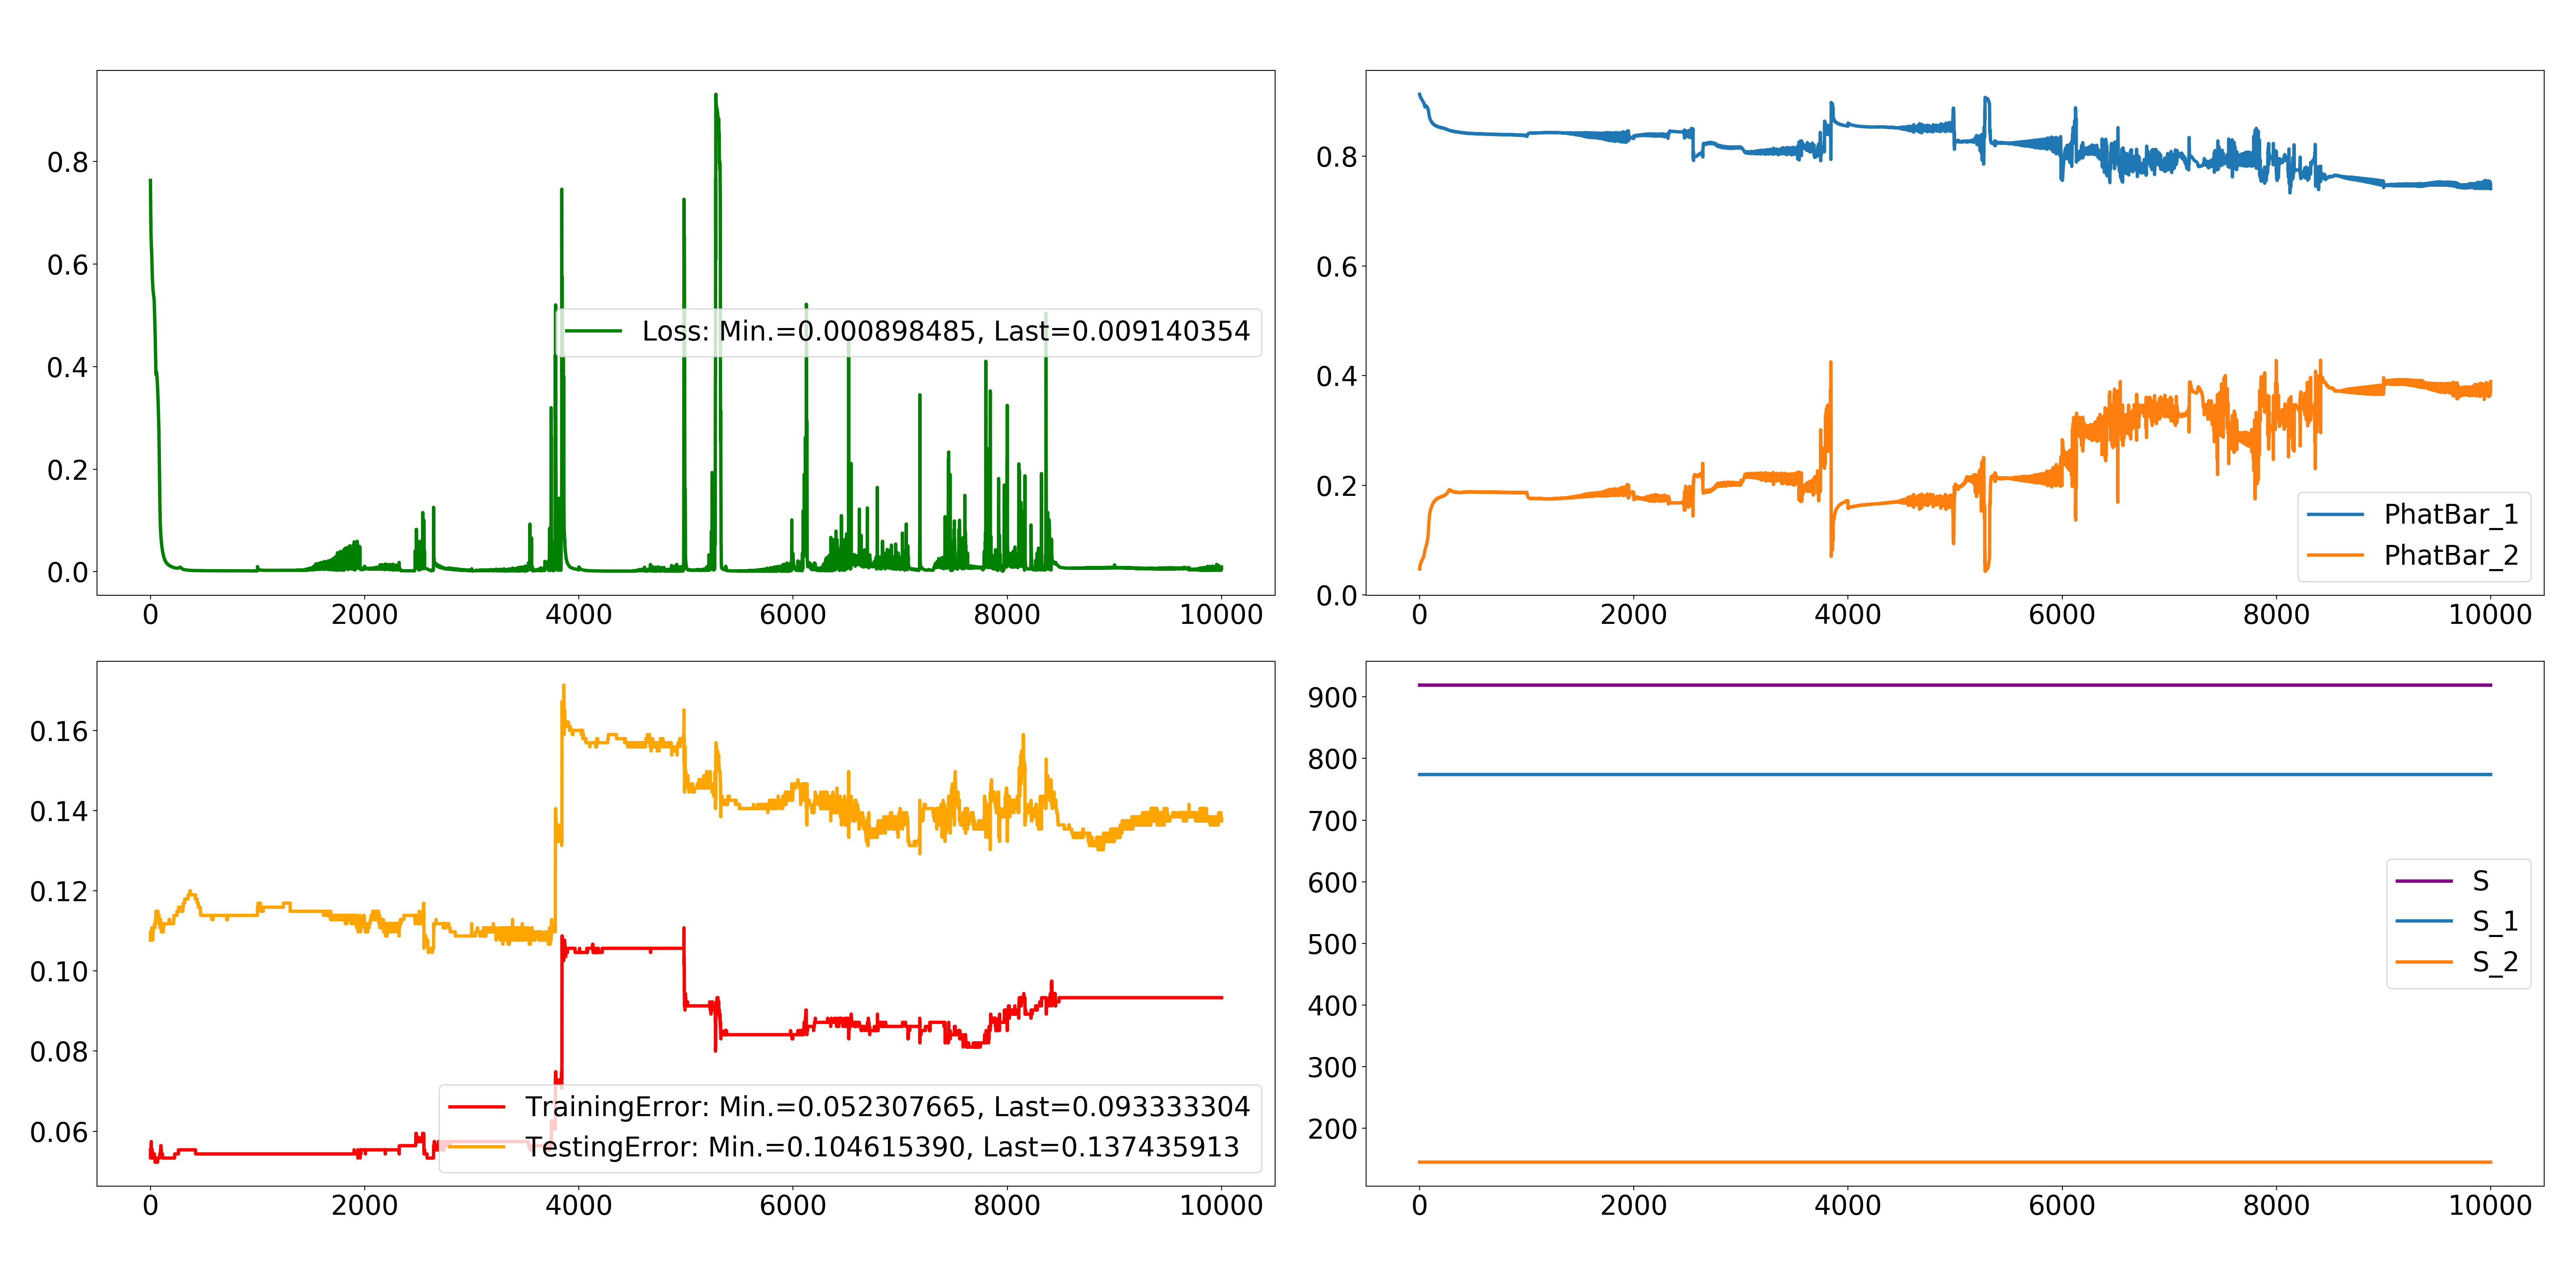 0.8
0.6
0.4
0.2
0.0
0 2000 4000 6000 8000 10000
Loss: Min.=0.000898485, Last=0.009140354
0.8
0.6
0.4
0.2
0.0
0 2000 4000 6000 8000 10000
PhatBar_1
PhatBar_2
0.16
0.14
0.12
0.10
0.08
0.06
0 2000 4000 6000 8000 10000
TrainingError: Min.=0.052307665, Last=0.093333304
TestingError: Min.=0.104615390, Last=0.137435913
900
800
700
600
500
400
300
200
0 2000 4000 6000 8000 10000
S
S_1
S_2